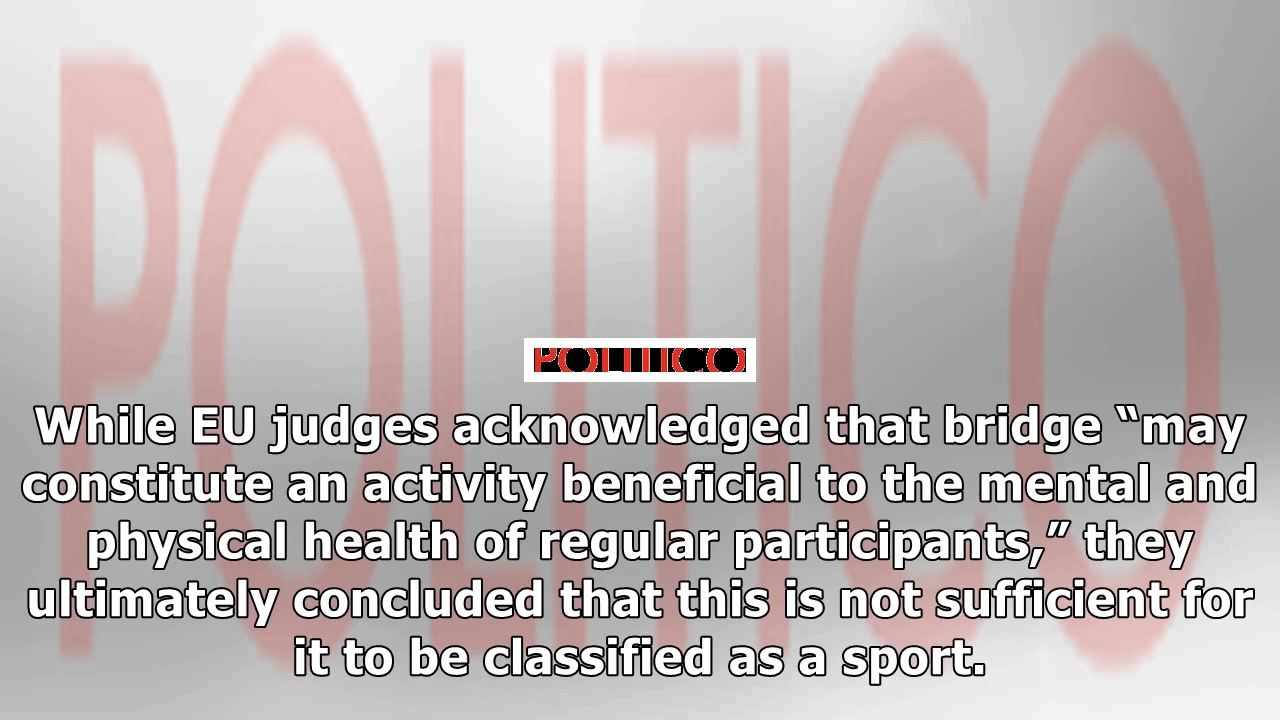 POLITICO
POLITICO
While EU judges acknowledged that bridge “may
constitute an activity beneficial to the mental and
physical health of regular participants,” they
ultimately concluded that this is not sufficient for
it to be classified as a sport.